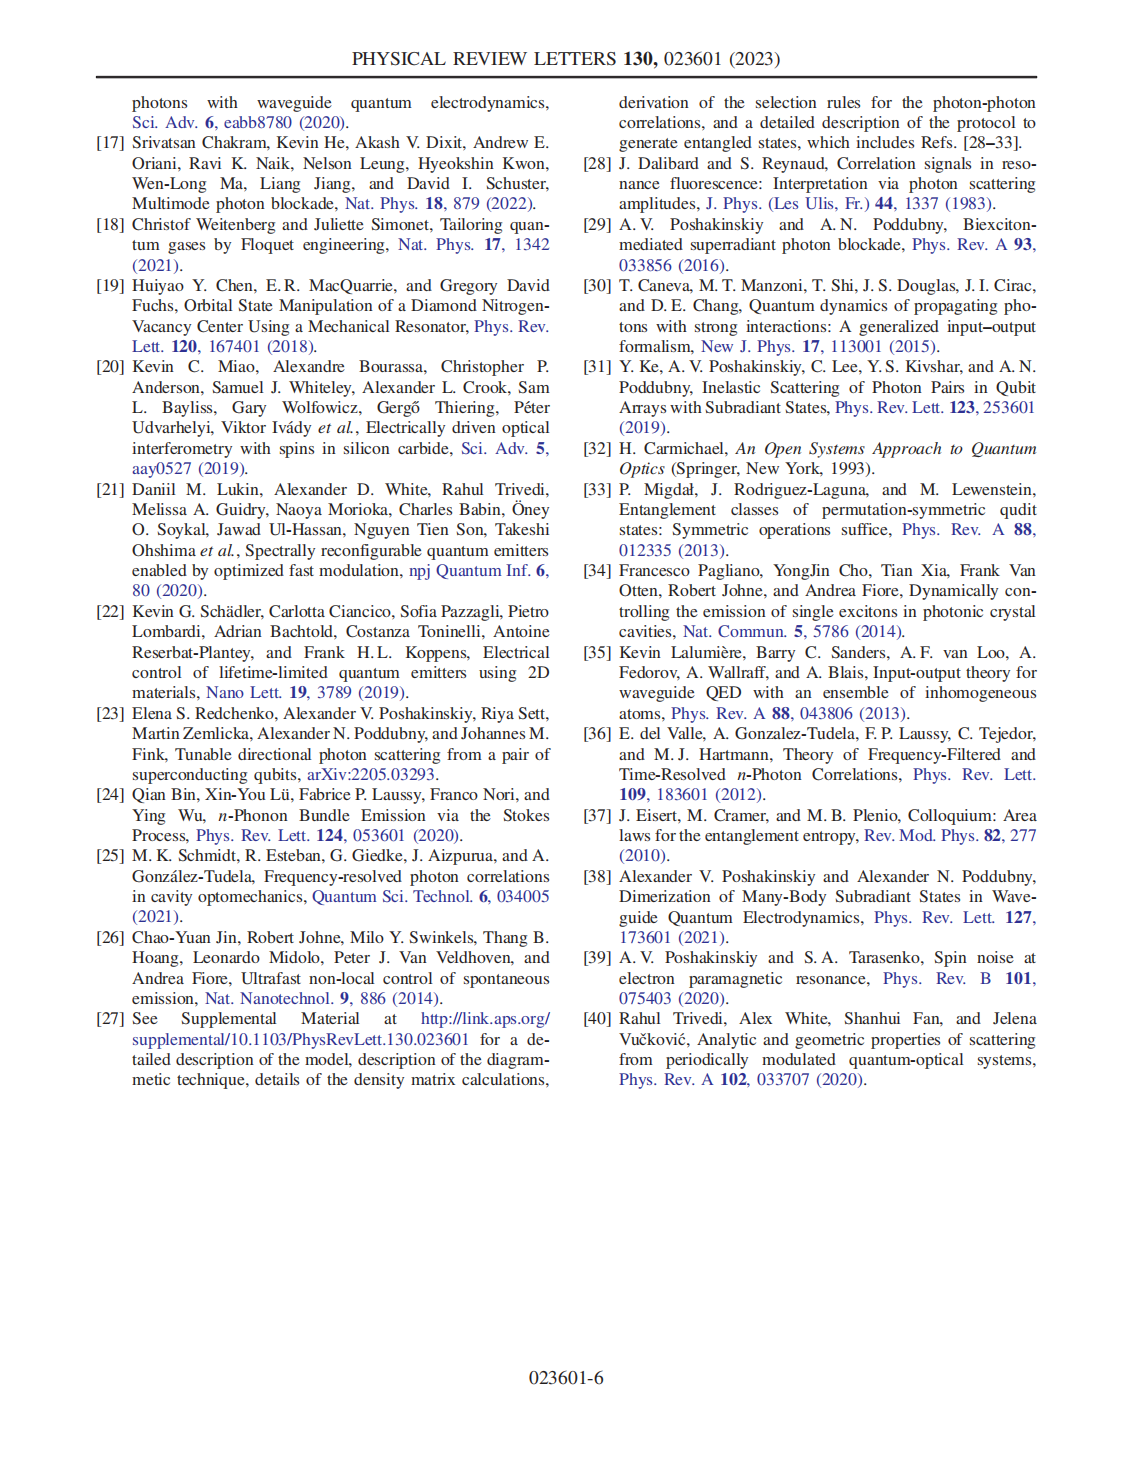 PHYSICAL REVIEW LETTERS 130, 023601 (2023)
photons with waveguide quantum electrodynamics,
Sci. Adv. 6, eabb8780 (2020).
[17] Srivatsan Chakram, Kevin He, Akash V. Dixit, Andrew E.
Oriani, Ravi K. Naik, Nelson Leung, Hyeokshin Kwon,
Wen-Long Ma, Liang Jiang, and David I. Schuster,
Multimode photon blockade, Nat. Phys. 18, 879 (2022).
[18] Christof Weitenberg and Juliette Simonet, Tailoring quan-
tum gases by Floquet engineering, Nat. Phys. 17, 1342
(2021).
[19] Huiyao Y. Chen, E. R. MacQuarrie, and Gregory David
Fuchs, Orbital State Manipulation of a Diamond Nitrogen-
Vacancy Center Using a Mechanical Resonator, Phys. Rev.
Lett. 120, 167401 (2018).
[20] Kevin C. Miao, Alexandre Bourassa, Christopher P.
Anderson, Samuel J. Whiteley, Alexander L. Crook, Sam
L. Bayliss, Gary Wolfowicz, Gergő Thiering, Péter
Udvarhelyi, Viktor Ivády et al., Electrically driven optical
interferometry with spins in silicon carbide, Sci. Adv. 5,
aay0527 (2019).
[21] Daniil M. Lukin, Alexander D. White, Rahul Trivedi,
Melissa A. Guidry, Naoya Morioka, Charles Babin, Öney
O. Soykal, Jawad Ul-Hassan, Nguyen Tien Son, Takeshi
Ohshima et al., Spectrally reconfigurable quantum emitters
enabled by optimized fast modulation, npj Quantum Inf. 6,
80 (2020).
[22] Kevin G. Schädler, Carlotta Ciancico, Sofia Pazzagli, Pietro
Lombardi, Adrian Bachtold, Costanza Toninelli, Antoine
Reserbat-Plantey, and Frank H. L. Koppens, Electrical
control of lifetime-limited quantum emitters using 2D
materials, Nano Lett. 19, 3789 (2019).
[23] Elena S. Redchenko, Alexander V. Poshakinskiy, Riya Sett,
Martin Zemlicka, Alexander N. Poddubny, and Johannes M.
Fink, Tunable directional photon scattering from a pair of
superconducting qubits, arXiv:2205.03293.
[24] Qian Bin, Xin-You Lü, Fabrice P. Laussy, Franco Nori, and
Ying Wu, n-Phonon Bundle Emission via the Stokes
Process, Phys. Rev. Lett. 124, 053601 (2020).
[25] M. K. Schmidt, R. Esteban, G. Giedke, J. Aizpurua, and A.
González-Tudela, Frequency-resolved photon correlations
in cavity optomechanics, Quantum Sci. Technol. 6, 034005
(2021).
[26] Chao-Yuan Jin, Robert Johne, Milo Y. Swinkels, Thang B.
Hoang, Leonardo Midolo, Peter J. Van Veldhoven, and
Andrea Fiore, Ultrafast non-local control of spontaneous
emission, Nat. Nanotechnol. 9, 886 (2014).
[27] See Supplemental Material at http://link.aps.org/
supplemental/10.1103/PhysRevLett.130.023601 for a de-
tailed description of the model, description of the diagram-
metic technique, details of the density matrix calculations,
derivation of the selection rules for the photon-photon
correlations, and a detailed description of the protocol to
generate entangled states, which includes Refs. [28–33].
[28] J. Dalibard and S. Reynaud, Correlation signals in reso-
nance fluorescence: Interpretation via photon scattering
amplitudes, J. Phys. (Les Ulis, Fr.) 44, 1337 (1983).
[29] A. V. Poshakinskiy and A. N. Poddubny, Biexciton-
mediated superradiant photon blockade, Phys. Rev. A 93,
033856 (2016).
[30] T. Caneva, M. T. Manzoni, T. Shi, J. S. Douglas, J. I. Cirac,
and D. E. Chang, Quantum dynamics of propagating pho-
tons with strong interactions: A generalized input–output
formalism, New J. Phys. 17, 113001 (2015).
[31] Y. Ke, A. V. Poshakinskiy, C. Lee, Y. S. Kivshar, and A. N.
Poddubny, Inelastic Scattering of Photon Pairs in Qubit
Arrays with Subradiant States, Phys. Rev. Lett. 123, 253601
(2019).
[32] H. Carmichael, An Open Systems Approach to Quantum
Optics (Springer, New York, 1993).
[33] P. Migdał, J. Rodriguez-Laguna, and M. Lewenstein,
Entanglement classes of permutation-symmetric qudit
states: Symmetric operations suffice, Phys. Rev. A 88,
012335 (2013).
[34] Francesco Pagliano, YongJin Cho, Tian Xia, Frank Van
Otten, Robert Johne, and Andrea Fiore, Dynamically con-
trolling the emission of single excitons in photonic crystal
cavities, Nat. Commun. 5, 5786 (2014).
[35] Kevin Lalumière, Barry C. Sanders, A. F. van Loo, A.
Fedorov, A. Wallraff, and A. Blais, Input-output theory for
waveguide QED with an ensemble of inhomogeneous
atoms, Phys. Rev. A 88, 043806 (2013).
[36] E. del Valle, A. Gonzalez-Tudela, F. P. Laussy, C. Tejedor,
and M. J. Hartmann, Theory of Frequency-Filtered and
Time-Resolved n-Photon Correlations, Phys. Rev. Lett.
109, 183601 (2012).
[37] J. Eisert, M. Cramer, and M. B. Plenio, Colloquium: Area
laws for the entanglement entropy, Rev. Mod. Phys. 82, 277
(2010).
[38] Alexander V. Poshakinskiy and Alexander N. Poddubny,
Dimerization of Many-Body Subradiant States in Wave-
guide Quantum Electrodynamics, Phys. Rev. Lett. 127,
173601 (2021).
[39] A. V. Poshakinskiy and S. A. Tarasenko, Spin noise at
electron paramagnetic resonance, Phys. Rev. B 101,
075403 (2020).
[40] Rahul Trivedi, Alex White, Shanhui Fan, and Jelena
Vučković, Analytic and geometric properties of scattering
from periodically modulated quantum-optical systems,
Phys. Rev. A 102, 033707 (2020).
023601-6